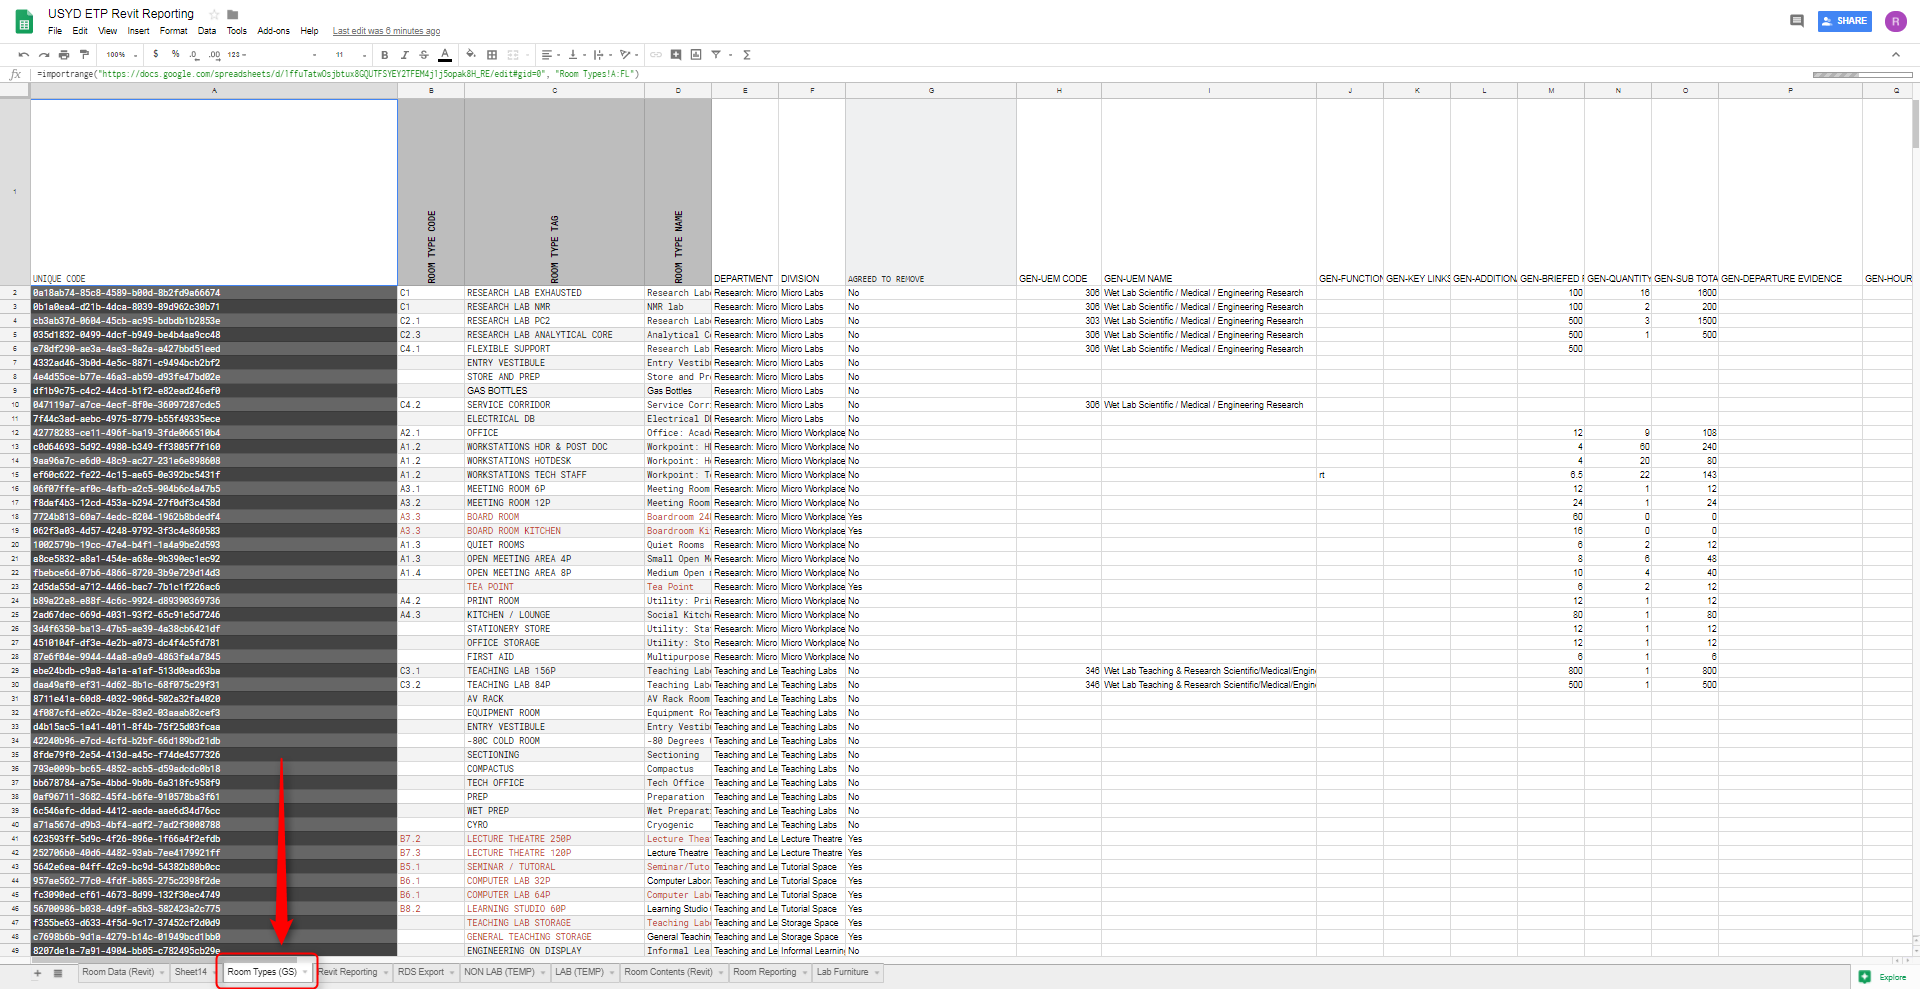 USYD ETP Revit Reporting
File Edit View Insert Format Data Tools Add-ons Help Last edit was 6 minutes ago
SHARE
R
100% $ % .0 .00 123 11 B I S A
fx =importrange("https://docs.google.com/spreadsheets/d/1ffuTatwOsjbtux8GQUTFSYEY2TFEM4j1j5opak8H_RE/edit#gid=0", "Room Types!A:FL")
A B C D E F G H I J K L M N O P Q
1 UNIQUE CODE ROOM TYPE CODE ROOM TYPE TAG ROOM TYPE NAME DEPARTMENT DIVISION AGREED TO REMOVE GEN-UEM CODE GEN-UEM NAME GEN-FUNCTION GEN-KEY LINKS GEN-ADDITION GEN-BRIEFED GEN-QUANTITY GEN-SUB TOTA GEN-DEPARTURE EVIDENCE GEN-HOUR
2 0a18ab74-85c8-4589-b00d-8b2fd9a66674 C1 RESEARCH LAB EXHAUSTED Research Lab Research: Micro Micro Labs No 306 Wet Lab Scientific / Medical / Engineering Research 100 16 1600
3 0b1a0ea4-d21b-4dca-8839-89d962c30b71 C1 RESEARCH LAB NMR NMR lab Research: Micro Micro Labs No 306 Wet Lab Scientific / Medical / Engineering Research 100 2 200
4 cb3ab37d-0604-45cb-ac95-bdbdb1b2853e C2.1 RESEARCH LAB PC2 Research Lab Research: Micro Micro Labs No 303 Wet Lab Scientific / Medical / Engineering Research 500 3 1500
5 035d1832-0499-4dcf-b949-be4b4aa9cc48 C2.3 RESEARCH LAB ANALYTICAL CORE Analytical C Research: Micro Micro Labs No 306 Wet Lab Scientific / Medical / Engineering Research 500 1 500
6 e78df290-ae3a-4ae3-8a2a-a427bbd51eed C4.1 FLEXIBLE SUPPORT Research Lab Research: Micro Micro Labs No 306 Wet Lab Scientific / Medical / Engineering Research 500
7 4332ad46-3b0d-4e5c-8871-c9494bcb2bf2 ENTRY VESTIBULE Entry Vestib Research: Micro Micro Labs No
8 4e4d55ce-b77e-46a3-ab59-d93fe47bd02e STORE AND PREP Store and Pr Research: Micro Micro Labs No
9 df1b9c75-c4c2-44cd-b1f2-e82ead246ef0 GAS BOTTLES Gas Bottles Research: Micro Micro Labs No
10 047119a7-a7ce-4ecf-8f0e-36097287cdc5 C4.2 SERVICE CORRIDOR Service Corr Research: Micro Micro Labs No 306 Wet Lab Scientific / Medical / Engineering Research
11 7f44c3ad-aebc-4975-8779-b55f49335ece ELECTRICAL DB Electrical D Research: Micro Micro Labs No
12 42778283-ce11-496f-ba19-3fde066510b4 A2.1 OFFICE Office: Acad Research: Micro Micro Workplace No 12 9 108
13 c0d64693-5d92-4980-b349-ff3805f7f160 A1.2 WORKSTATIONS HDR & POST DOC Workpoint: H Research: Micro Micro Workplace No 4 60 240
14 9aa96a7c-e6d0-48c9-ac27-231e6e898608 A1.2 WORKSTATIONS HOTDESK Workpoint: H Research: Micro Micro Workplace No 4 20 80
15 ef60c622-fe22-4c15-ae65-0e392bc5431f A1.2 WORKSTATIONS TECH STAFF Workpoint: T Research: Micro Micro Workplace No rt 6.5 22 143
16 06f07ffe-af0c-4afb-a2c5-904b6c4a47b5 A3.1 MEETING ROOM 6P Meeting Room Research: Micro Micro Workplace No 12 1 12
17 f8daf4b3-12cd-453a-b294-27f0df3c458d A3.2 MEETING ROOM 12P Meeting Room Research: Micro Micro Workplace No 24 1 24
18 7724b813-60a7-4edc-8204-1962b8bdedf4 A3.3 BOARD ROOM Boardroom 24 Research: Micro Micro Workplace Yes 60 0 0
19 062f3a03-4d57-4248-9792-3f3c4e860583 A3.3 BOARD ROOM KITCHEN Boardroom Ki Research: Micro Micro Workplace Yes 16 0 0
20 1002579b-19cc-47e4-b4f1-1a4a9be2d593 A1.3 QUIET ROOMS Quiet Rooms Research: Micro Micro Workplace No 6 2 12
21 a8ce5832-a8a1-454e-a68e-9b390ec1ec92 A1.3 OPEN MEETING AREA 4P Small Open M Research: Micro Micro Workplace No 8 6 48
22 fbebce6d-07b6-4866-8720-3b9e729d14d3 A1.4 OPEN MEETING AREA 8P Medium Open Research: Micro Micro Workplace No 10 4 40
23 2d5da55d-a712-4466-bac7-7b1c1f226ac6 TEA POINT Tea Point Research: Micro Micro Workplace Yes 6 2 12
24 b89a22e8-e88f-4c6c-9924-d89390369736 A4.2 PRINT ROOM Utility: Pri Research: Micro Micro Workplace No 12 1 12
25 2ad67dec-669d-4031-93f2-65c91e5d7246 A4.3 KITCHEN / LOUNGE Social Kitch Research: Micro Micro Workplace No 80 1 80
26 3d4f6350-ba13-47b5-ae39-4a38cb6421df STATIONERY STORE Utility: Sta Research: Micro Micro Workplace No 12 1 12
27 4510104f-df3e-4e2b-a073-dc4f4c5fd781 OFFICE STORAGE Utility: Sto Research: Micro Micro Workplace No 12 1 12
28 87e6f04e-9944-44a8-a9a9-4863fa4a7845 FIRST AID Multipurpose Research: Micro Micro Workplace No 6 1 6
29 ebe24bdb-c9a8-4a1a-a1af-513d0ead63ba C3.1 TEACHING LAB 156P Teaching Lab Teaching and Le Teaching Labs No 346 Wet Lab Teaching & Research Scientific/Medical/Engin 800 1 800
30 daa49af0-ef31-4d62-8b1c-68f075c29f31 C3.2 TEACHING LAB 84P Teaching Lab Teaching and Le Teaching Labs No 346 Wet Lab Teaching & Research Scientific/Medical/Engin 500 1 500
31 8711e41a-60d8-4032-906d-502a32fa4020 AV RACK AV Rack Room Teaching and Le Teaching Labs No
32 4f087cfd-e62c-4b2e-83e2-03aaab82cef3 EQUIPMENT ROOM Equipment Ro Teaching and Le Teaching Labs No
33 d4b15ac5-1a41-4011-8f4b-75f25d03fcaa ENTRY VESTIBULE Entry Vestib Teaching and Le Teaching Labs No
34 42240b96-e7cd-4cfd-b2bf-66d189bd21db -80C COLD ROOM -80 Degrees Teaching and Le Teaching Labs No
35 8fde79f0-2e54-413d-a45c-f74de4577326 SECTIONING Sectioning Teaching and Le Teaching Labs No
36 793e009b-bc65-4852-acb5-d59adcdc0b18 COMPACTUS Compactus Teaching and Le Teaching Labs No
37 bb678784-a75e-4bbd-9b0b-6a318fc958f9 TECH OFFICE Tech Office Teaching and Le Teaching Labs No
38 0af96711-3682-45f4-b6fe-910578ba3f61 PREP Preparation Teaching and Le Teaching Labs No
39 6c546afc-ddad-4412-aede-aae6d34d76cc WET PREP Wet Preparat Teaching and Le Teaching Labs No
40 a71a567d-d9b3-4bf4-adf2-7ad2f3008788 CYRO Cryogenic Teaching and Le Teaching Labs No
41 623593ff-5d9c-4f26-896e-1f66a4f2efdb B7.2 LECTURE THEATRE 250P Lecture Thea Teaching and Le Lecture Theatre Yes
42 252706b0-40d6-4482-93ab-7ee4179921ff B7.3 LECTURE THEATRE 120P Lecture Theatre Teaching and Le Lecture Theatre Yes
43 5642e6ea-04ff-42c9-bc9d-54382b80b0cc B5.1 SEMINAR / TUTORAL Seminar/Tuto Teaching and Le Tutorial Space Yes
44 957ae562-77c0-4fdf-b865-275c2398f2de B6.1 COMPUTER LAB 32P Computer Labor Teaching and Le Tutorial Space Yes
45 fc3090ed-cf61-4673-8d99-132f30ec4749 B6.1 COMPUTER LAB 64P Computer Lab Teaching and Le Tutorial Space Yes
46 56700986-b038-4d9f-a5b3-582423a2c775 B8.2 LEARNING STUDIO 60P Learning Studio Teaching and Le Tutorial Space Yes
47 f355be63-d633-4f5d-9c17-37452cf2d0d9 TEACHING LAB STORAGE Teaching Lab Teaching and Le Storage Space Yes
48 c7698b6b-9d1a-4279-b14c-01949bcd1bb0 GENERAL TEACHING STORAGE General Teaching Teaching and Le Storage Space Yes
49 8207de1a-7a91-4904-bb05-c782495cb29e ENGINEERING ON DISPLAY Informal Lea Teaching and Le Informal Learning No
Room Data (Revit) Sheet14 Room Types (GS) Revit Reporting RDS Export NON LAB (TEMP) LAB (TEMP) Room Contents (Revit) Room Reporting Lab Furniture Explore